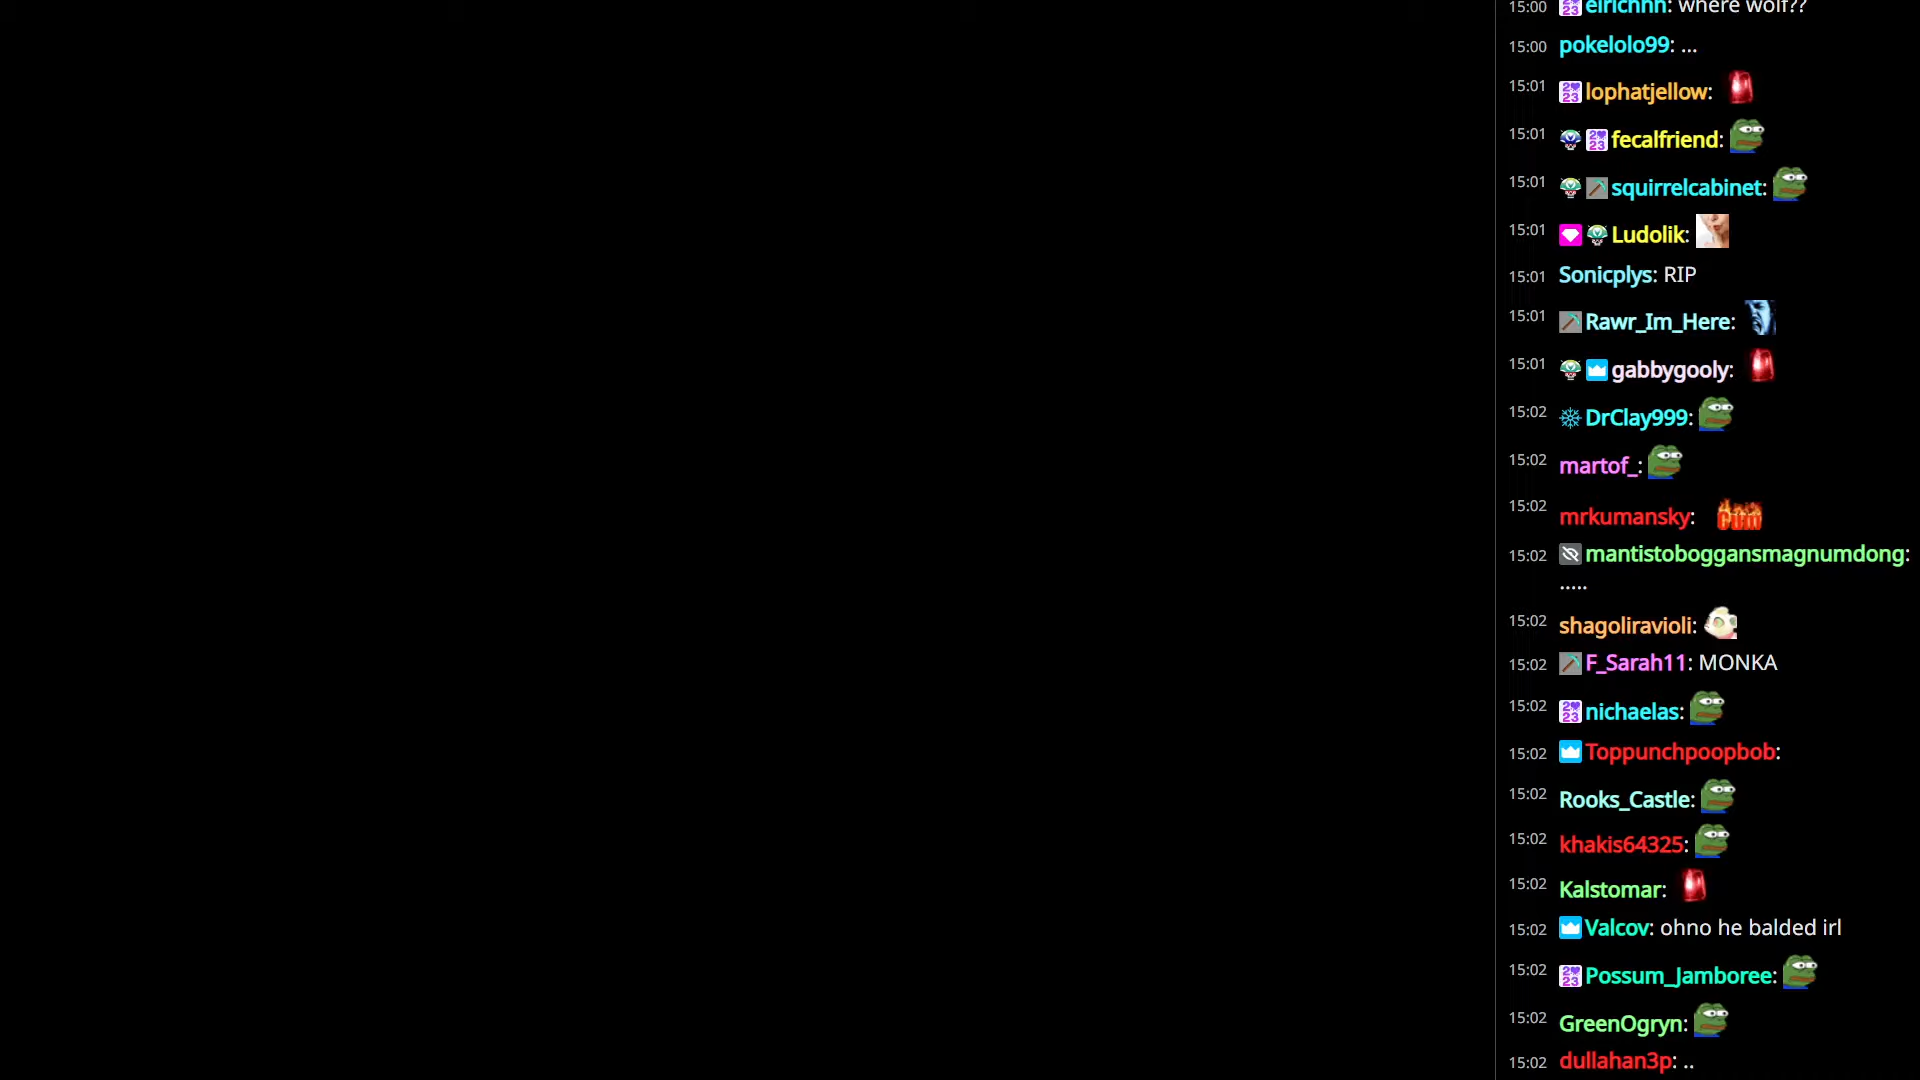 15:00 elrichhh: where wolf??
15:00 pokelolo99: ...
15:01 lophatjellow:
15:01 fecalfriend:
15:01 squirrelcabinet:
15:01 Ludolik:
15:01 Sonicplys: RIP
15:01 Rawr_Im_Here:
15:01 gabbygooly:
15:02 DrClay999:
15:02 martof_:
15:02 mrkumansky:
15:02 mantistoboggansmagnumdong:
.....
15:02 shagoliravioli:
15:02 F_Sarah11: MONKA
15:02 nichaelas:
15:02 Toppunchpoopbob:
15:02 Rooks_Castle:
15:02 khakis64325:
15:02 Kalstomar:
15:02 Valcov: ohno he balded irl
15:02 Possum_Jamboree:
15:02 GreenOgryn:
15:02 dullahan3p: ..